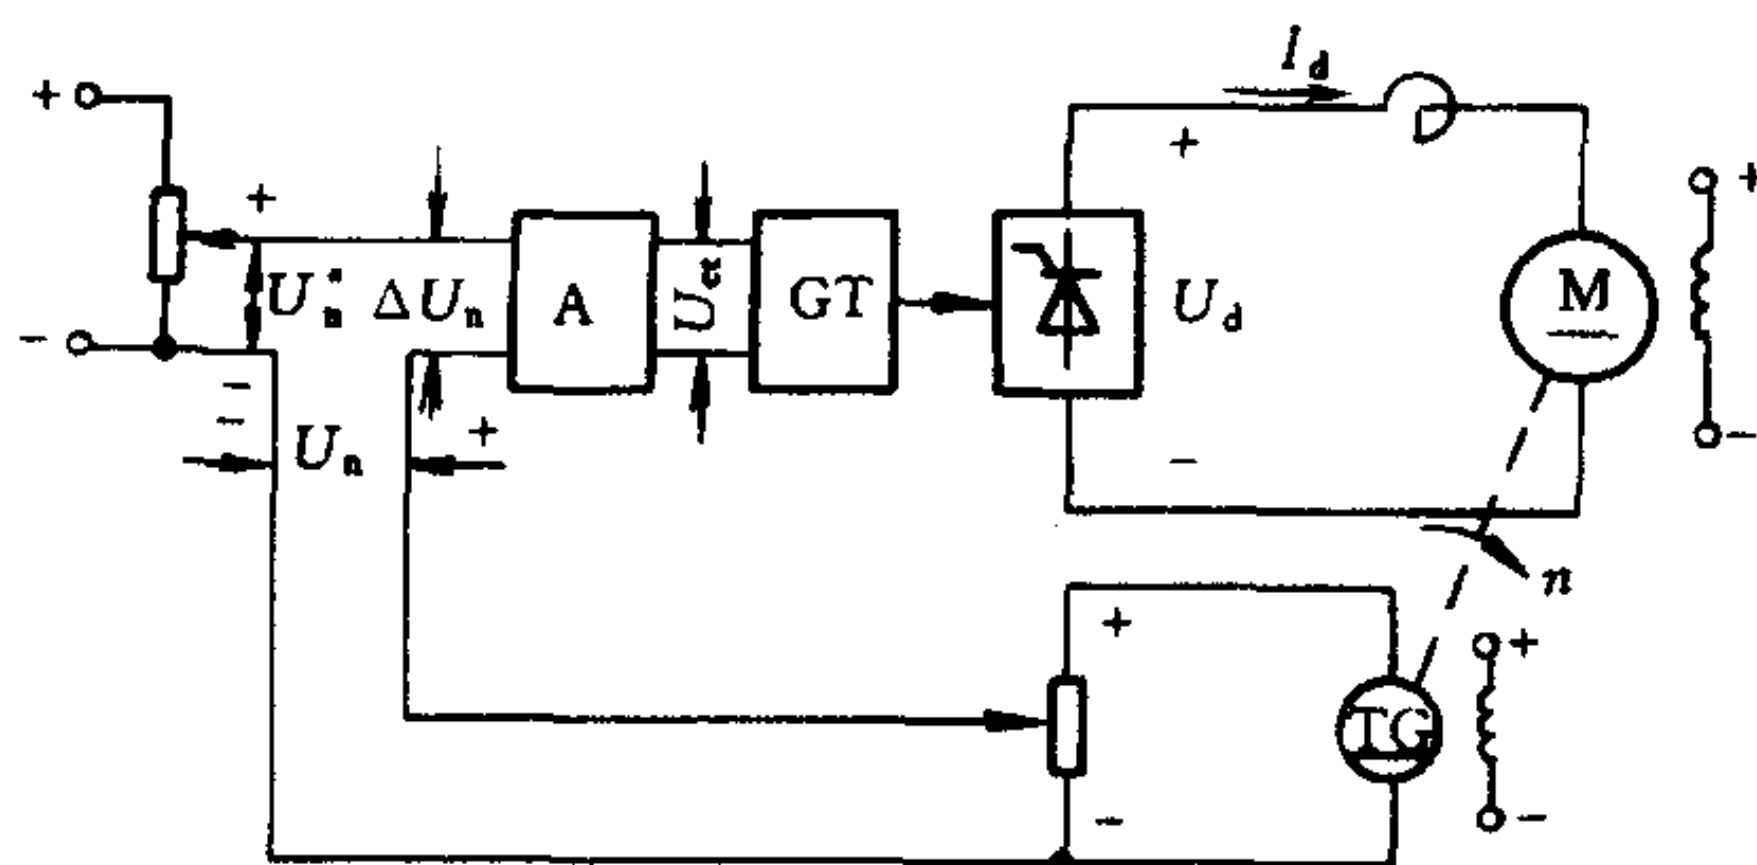 I_d
+
+
+
+
U_n^*
ΔU_n
A
U_ct
GT
U_d
M
-
-
-
U_n
+
-
-
n
+
+
TG
-
-